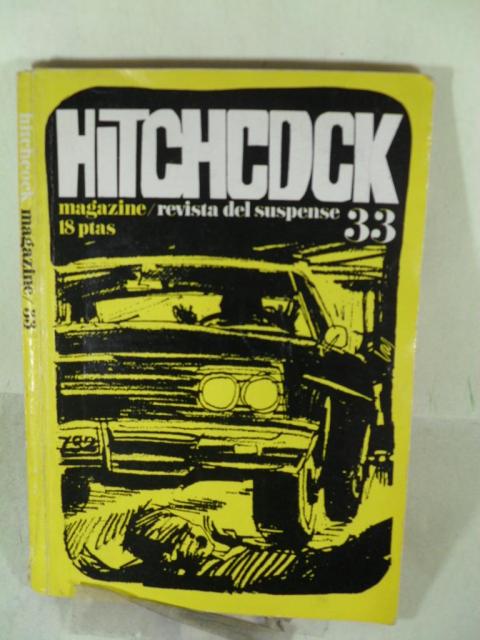 HiTCHCOCK
magazine/revista del suspense 33
18 ptas
hitchcock magazine/33